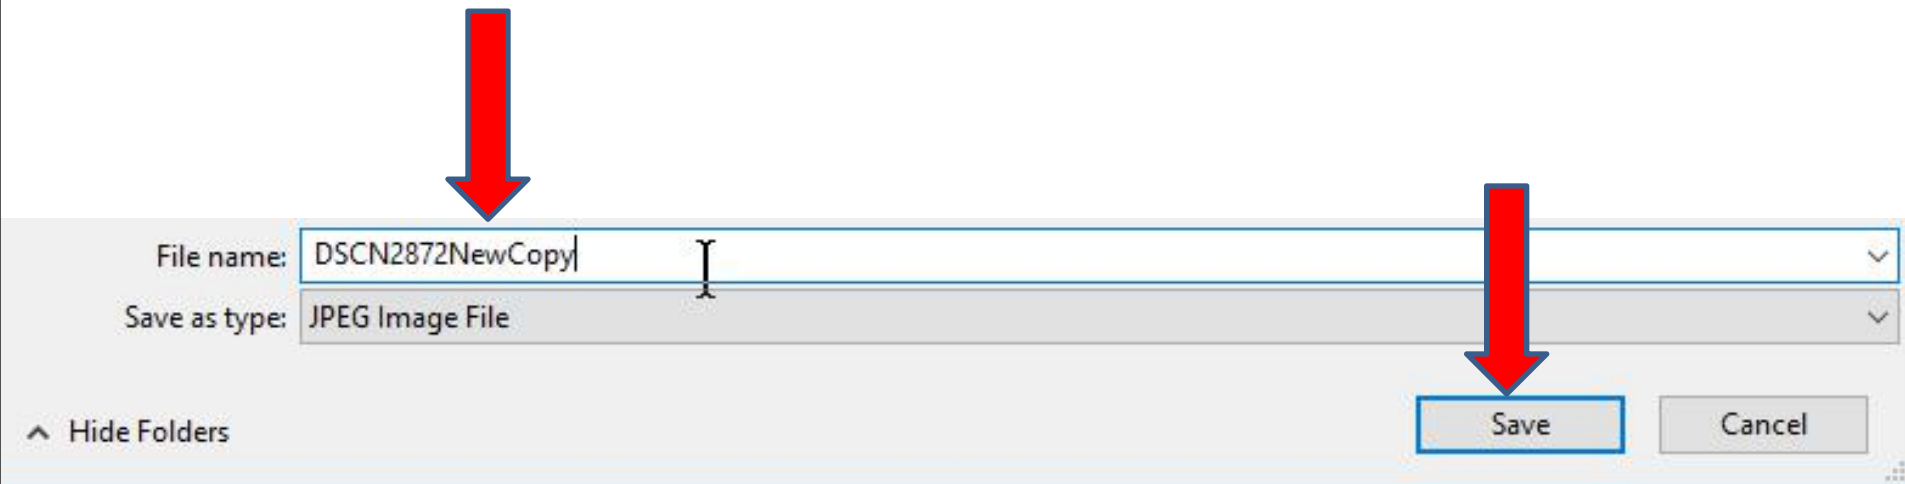 File name: DSCN2872NewCopy
Save as type: JPEG Image File
Hide Folders Save Cancel